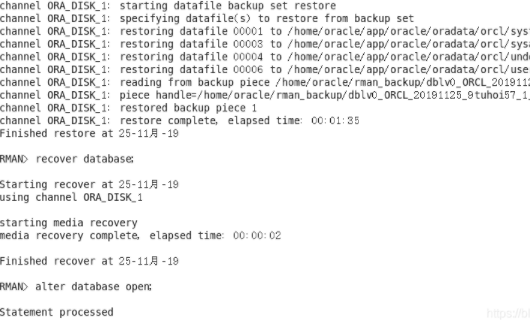 channel ORA_DISK_1: starting datafile backup set restore
channel ORA_DISK_1: specifying datafile(s) to restore from backup set
channel ORA_DISK_1: restoring datafile 00001 to /home/oracle/app/oracle/oradata/orcl/sys
channel ORA_DISK_1: restoring datafile 00003 to /home/oracle/app/oracle/oradata/orcl/sysa
channel ORA_DISK_1: restoring datafile 00004 to /home/oracle/app/oracle/oradata/orcl/und
channel ORA_DISK_1: restoring datafile 00006 to /home/oracle/app/oracle/oradata/orcl/use
channel ORA_DISK_1: reading from backup piece /home/oracle/rman_backup/dblv0_ORCL_2019112
channel ORA_DISK_1: piece handle=/home/oracle/rman_backup/dblv0_ORCL_20191125_9tuhoi57_1_
channel ORA_DISK_1: restored backup piece 1
channel ORA_DISK_1: restore complete, elapsed time: 00:01:35
Finished restore at 25-11月-19
RMAN> recover database;
Starting recover at 25-11月-19
using channel ORA_DISK_1
starting media recovery
media recovery complete, elapsed time: 00:00:02
Finished recover at 25-11月-19
RMAN> alter database open;
Statement processed
https://bl